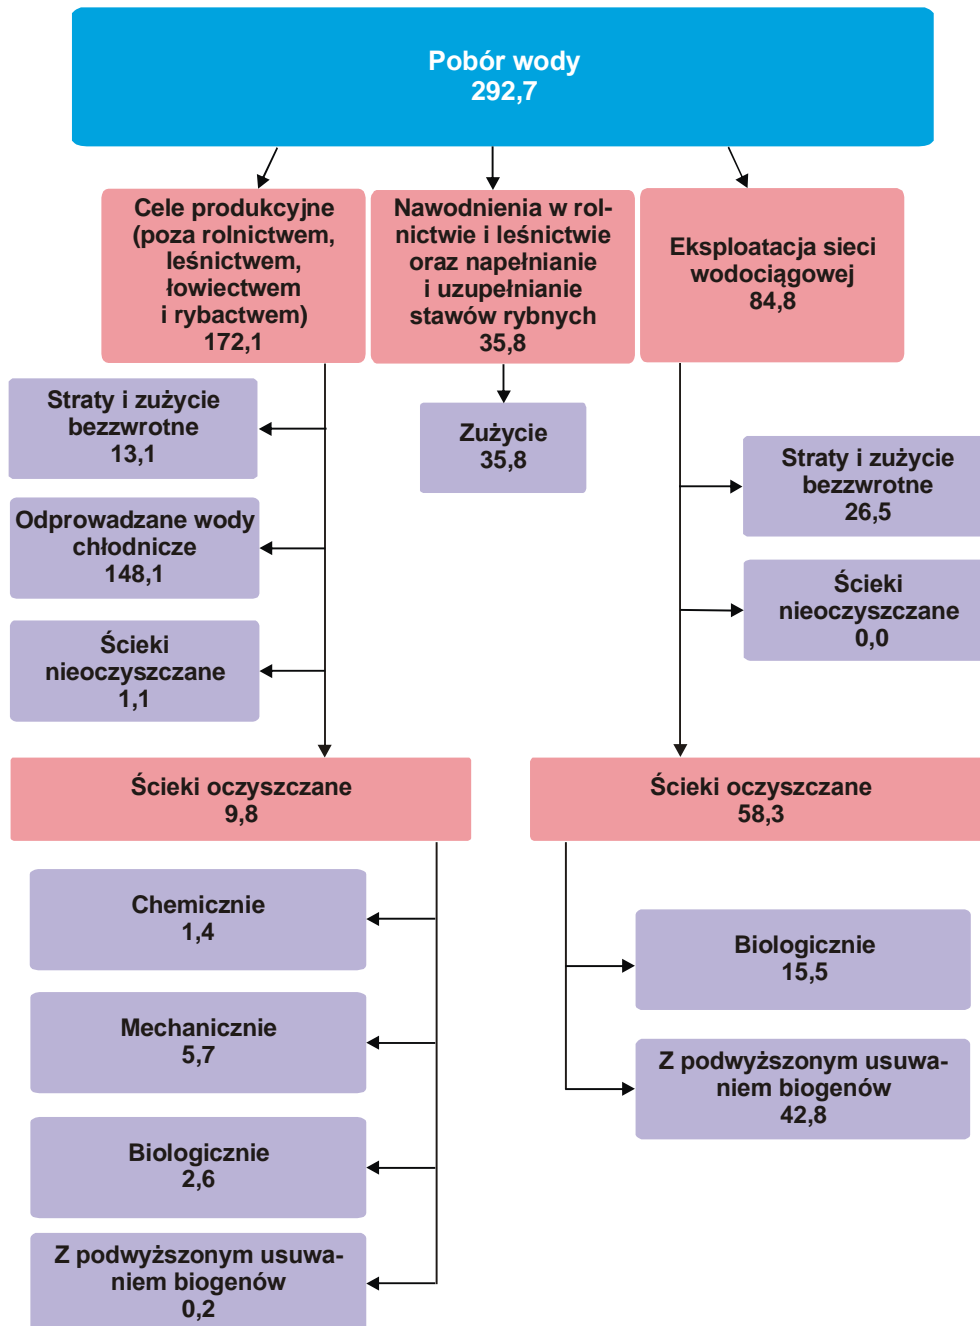 Pobór wody
292,7
Cele produkcyjne
(poza rolnictwem,
leśnictwem,
łowiectwem
i rybactwem)
172,1
Nawodnienia w rol-
nictwie i leśnictwie
oraz napełnianie
i uzupełnianie
stawów rybnych
35,8
Eksploatacja sieci
wodociągowej
84,8
Straty i zużycie
bezzwrotne
13,1
Zużycie
35,8
Straty i zużycie
bezzwrotne
26,5
Odprowadzane wody
chłodnicze
148,1
Ścieki
nieoczyszczane
0,0
Ścieki
nieoczyszczane
1,1
Ścieki oczyszczane
9,8
Ścieki oczyszczane
58,3
Chemicznie
1,4
Biologicznie
15,5
Mechanicznie
5,7
Z podwyższonym usuwa-
niem biogenów
42,8
Biologicznie
2,6
Z podwyższonym usuwa-
niem biogenów
0,2